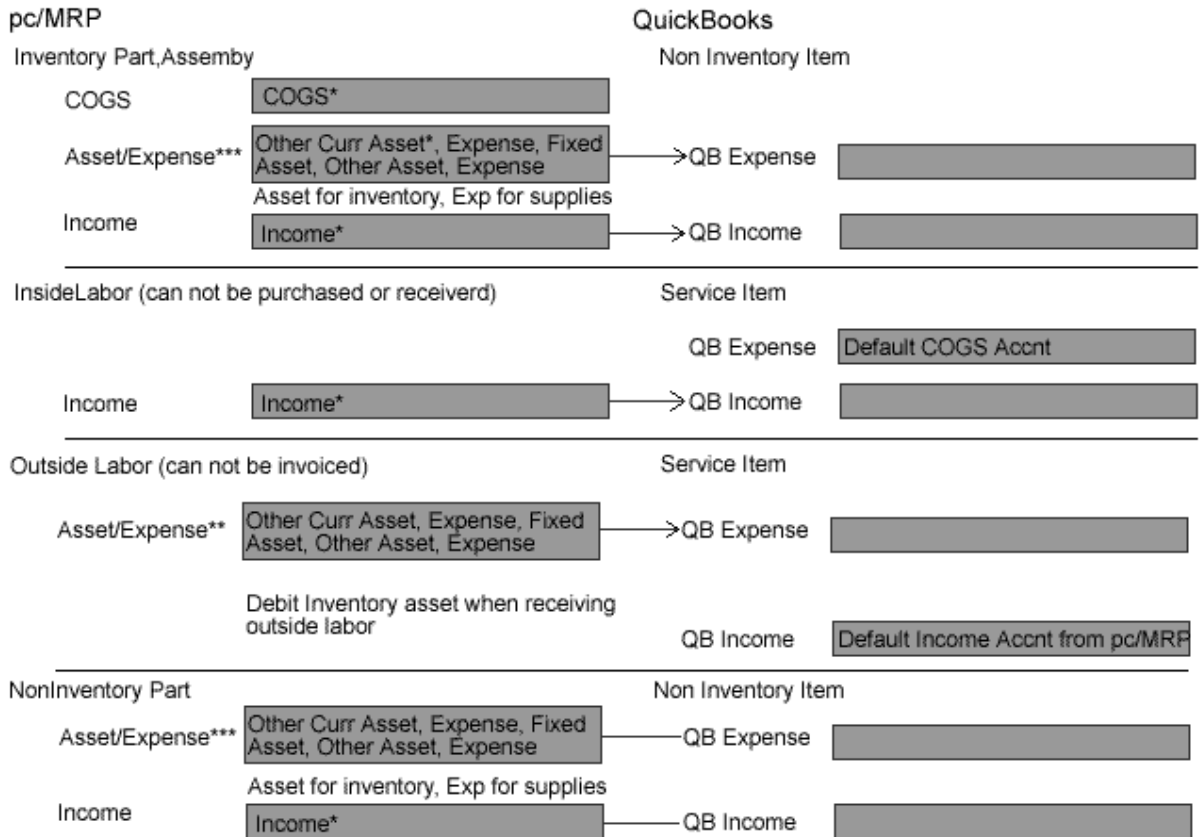 pc/MRP QuickBooks
Inventory Part,Assemby Non Inventory Item
COGS COGS*
Asset/Expense*** Other Curr Asset*, Expense, Fixed
Asset, Other Asset, Expense QB Expense
Asset for inventory, Exp for supplies
Income Income* QB Income
InsideLabor (can not be purchased or receiverd) Service Item
QB Expense Default COGS Accnt
Income Income* QB Income
Outside Labor (can not be invoiced) Service Item
Asset/Expense** Other Curr Asset, Expense, Fixed
Asset, Other Asset, Expense QB Expense
Debit Inventory asset when receiving
outside labor
QB Income Default Income Accnt from pc/MRP
NonInventory Part Non Inventory Item
Asset/Expense*** Other Curr Asset, Expense, Fixed
Asset, Other Asset, Expense QB Expense
Asset for inventory, Exp for supplies
Income Income* QB Income